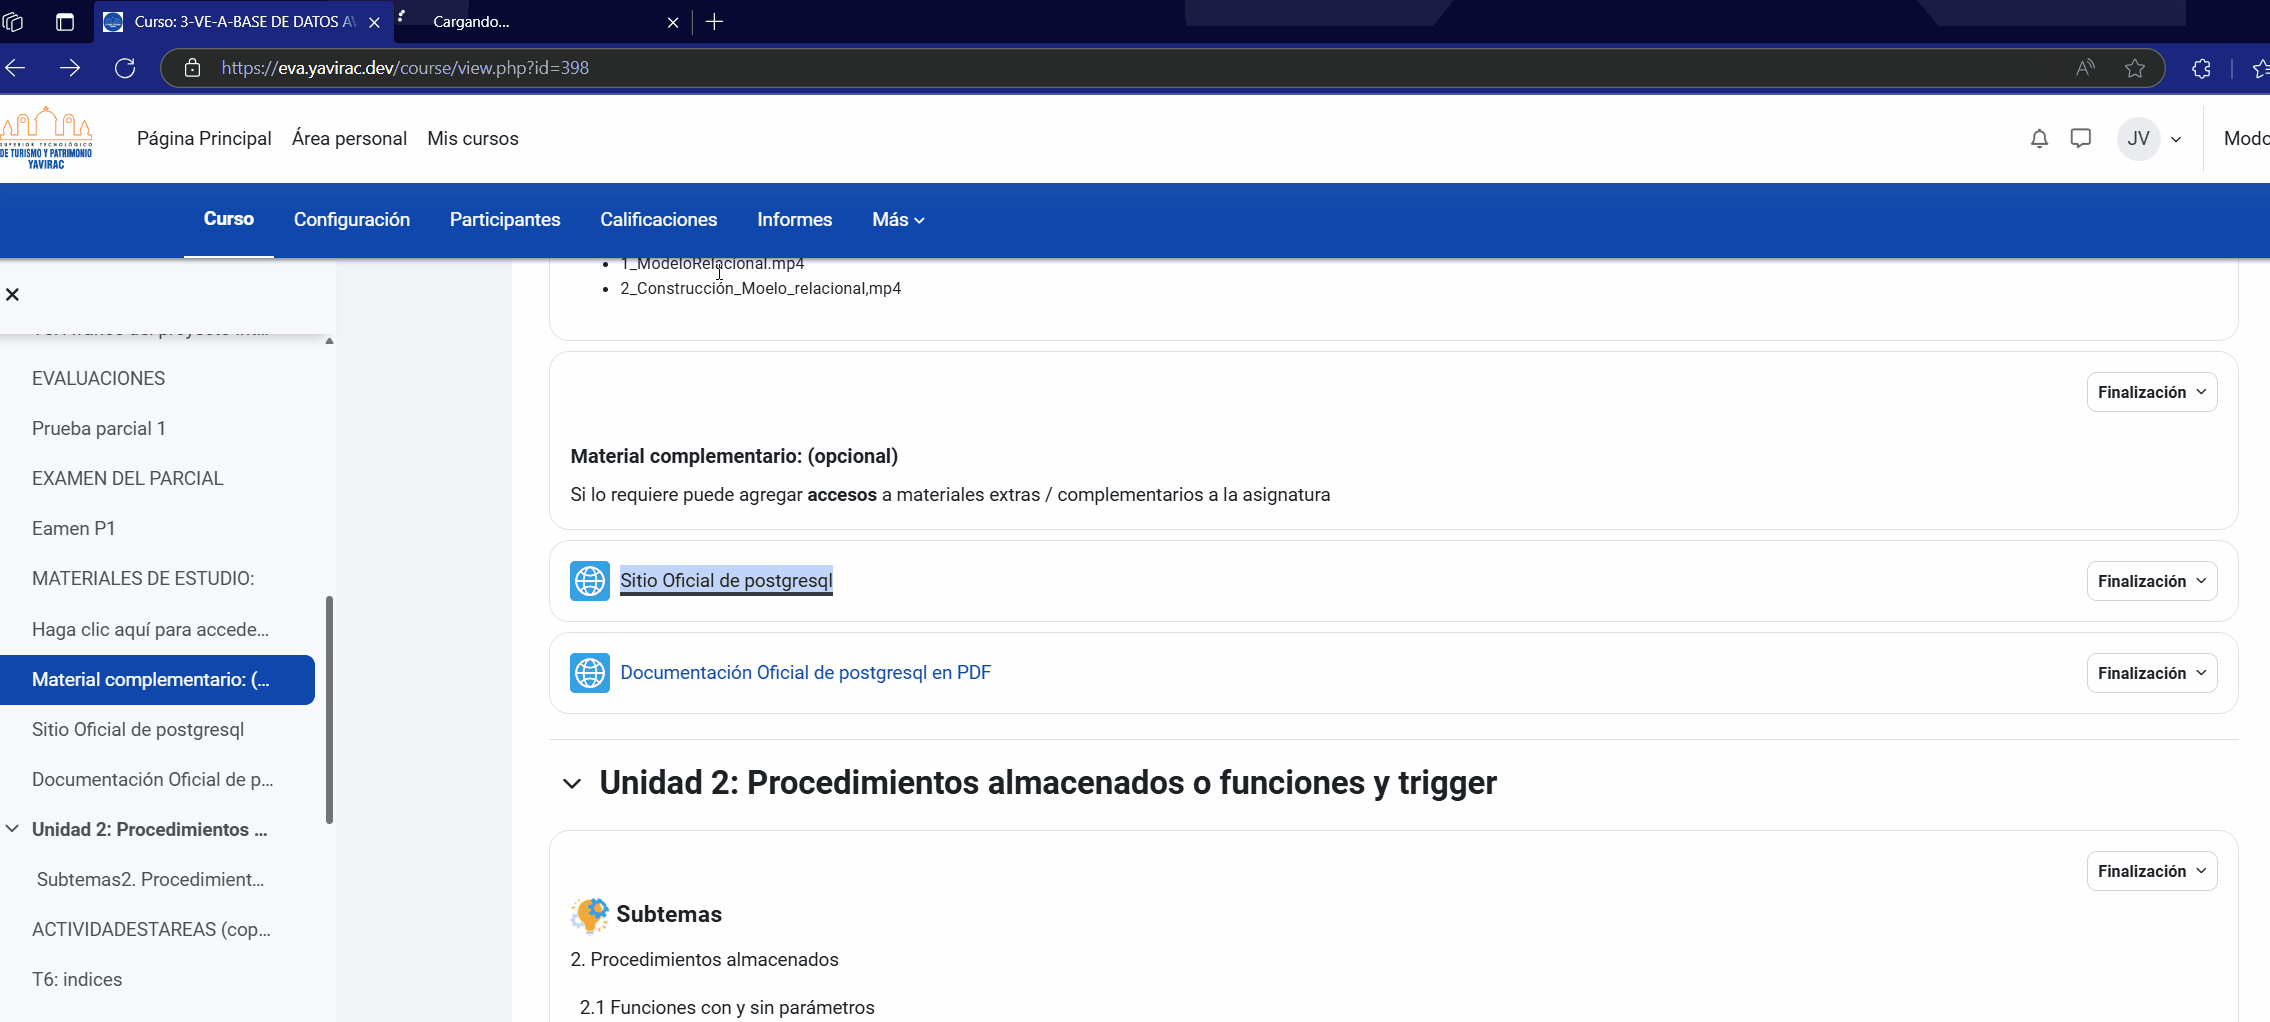 Curso: 3-VE-A-BASE DE DATOS AV
Cargando...
https://eva.yavirac.dev/course/view.php?id=398
SUPERIOR TECNOLÓGICO
DE TURISMO Y PATRIMONIO
YAVIRAC
Página Principal
Área personal
Mis cursos
JV
Modo
Curso
Configuración
Participantes
Calificaciones
Informes
Más
EVALUACIONES
Prueba parcial 1
EXAMEN DEL PARCIAL
Eamen P1
MATERIALES DE ESTUDIO:
Haga clic aquí para accede...
Material complementario: (...
Sitio Oficial de postgresql
Documentación Oficial de p...
Unidad 2: Procedimientos ...
Subtemas2. Procedimient...
ACTIVIDADESTAREAS (cop...
T6: indices
1_ModeloRelacional.mp4
2_Construcción_Moelo_relacional,mp4
Finalización
Material complementario: (opcional)
Si lo requiere puede agregar accesos a materiales extras / complementarios a la asignatura
Sitio Oficial de postgresql
Finalización
Documentación Oficial de postgresql en PDF
Finalización
Unidad 2: Procedimientos almacenados o funciones y trigger
Finalización
Subtemas
2. Procedimientos almacenados
2.1 Funciones con y sin parámetros